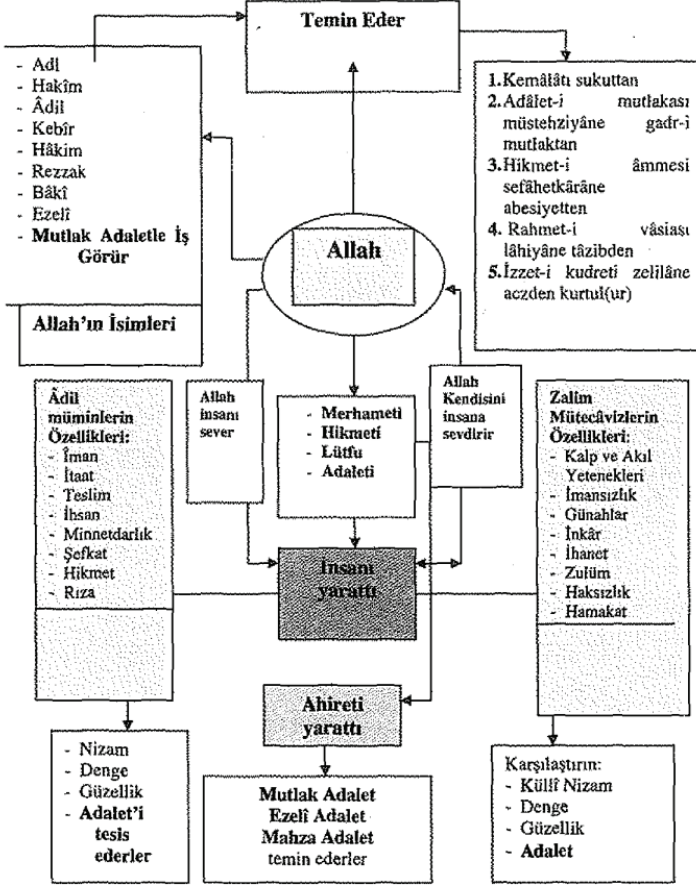 Temin Eder
- Adl
- Hakîm
- Âdil
- Kebîr
- Hâkim
- Rezzak
- Bâkî
- Ezelî
- Mutlak Adaletle İş
Görür
Allah'ın İsimleri
1.Kemâlâtı sukuttan
2.Adâlet-i mutlakası
müstehziyâne gadr-i
mutlaktan
3.Hikmet-i âmmesi
sefâhetkârâne
abesiyetten
4. Rahmet-i vâsiası
lâhiyâne tâzibden
5.İzzet-i kudreti zelilâne
aczden kurtul(ur)
Allah
Allah
insanı
sever
- Merhameti
- Hikmeti
- Lütfu
- Adaleti
Allah
Kendisini
insana
sevdirir
Âdil
müminlerin
Özellikleri:
- Îman
- İtaat
- Teslim
- İhsan
- Minnetdarlık
- Şefkat
- Hikmet
- Rıza
Zalim
Mütecâvizlerin
Özellikleri:
- Kalp ve Akıl
Yetenekleri
- İmansızlık
- Günahlar
- İnkâr
- İhanet
- Zulüm
- Haksızlık
- Hamakat
İnsanı
yarattı
Ahireti
yarattı
- Nizam
- Denge
- Güzellik
- Adalet'i
tesis
ederler
Mutlak Adalet
Ezelî Adalet
Mahza Adalet
temin ederler
Karşılaştırın:
- Küllî Nizam
- Denge
- Güzellik
- Adalet